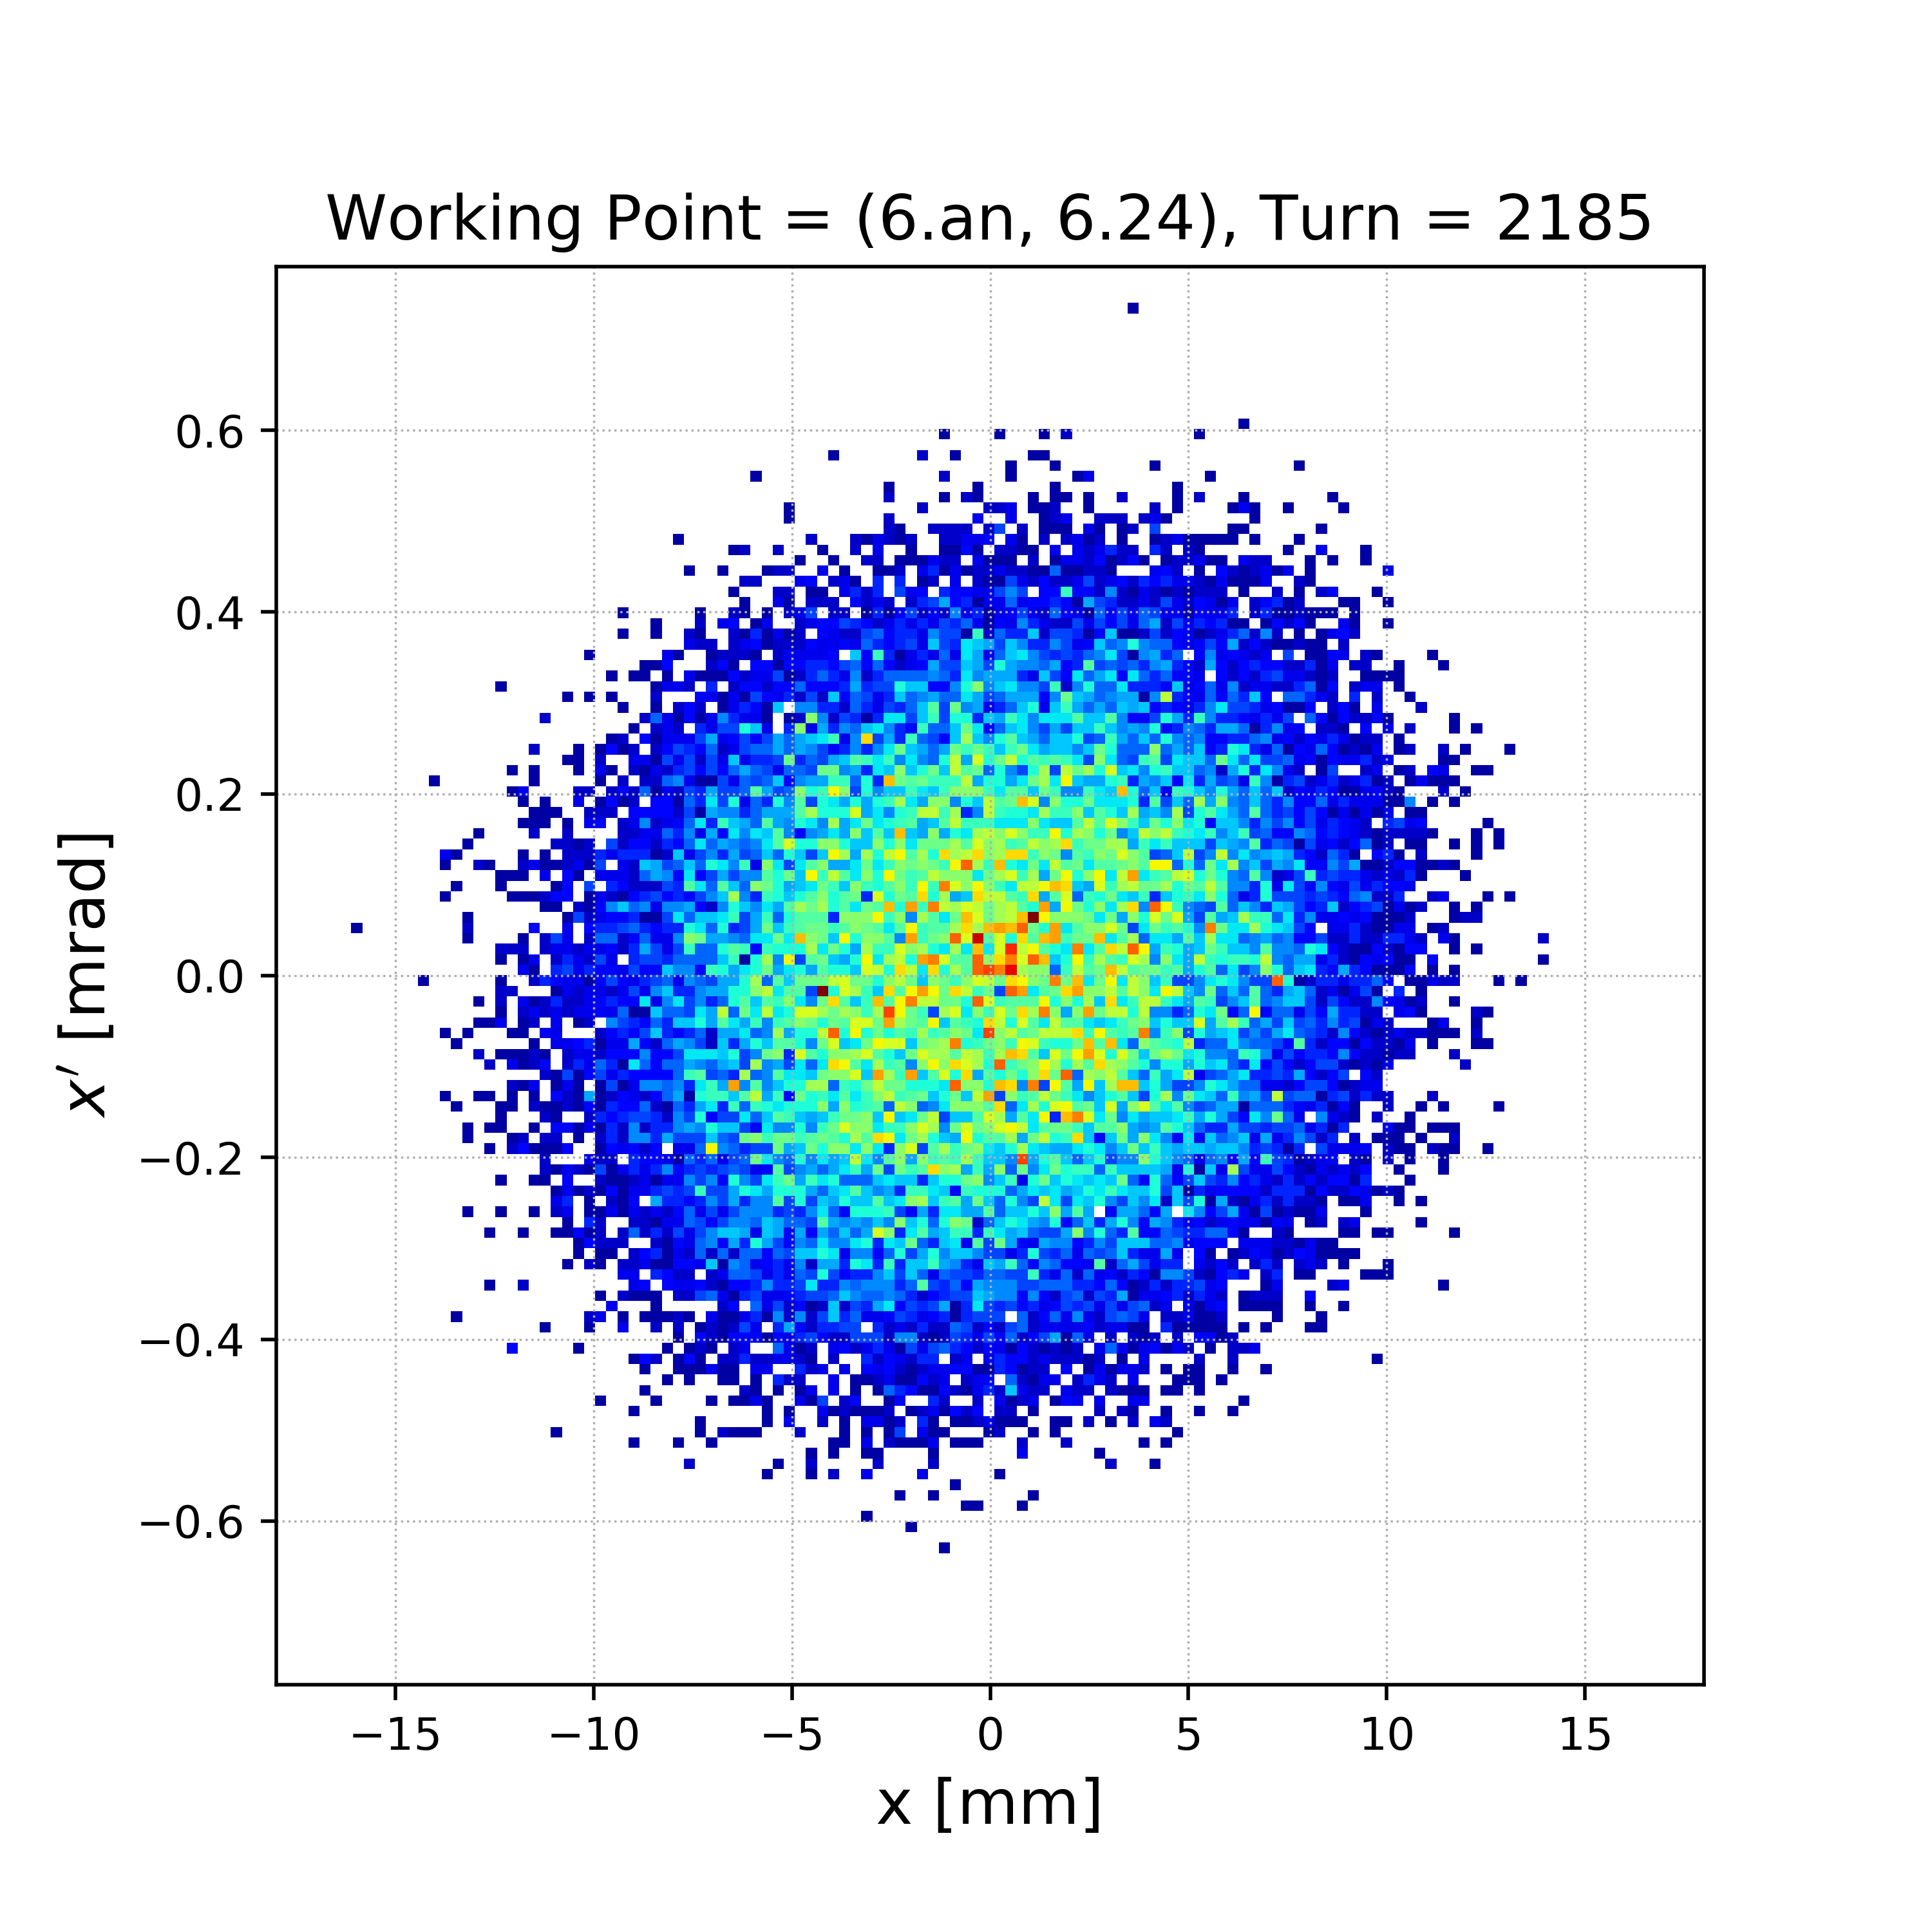 Working Point = (6.an, 6.24), Turn = 2185
0.6
0.4
0.2
0.0
−0.2
−0.4
−0.6
x′ [mrad]
−15 −10 −5 0 5 10 15
x [mm]